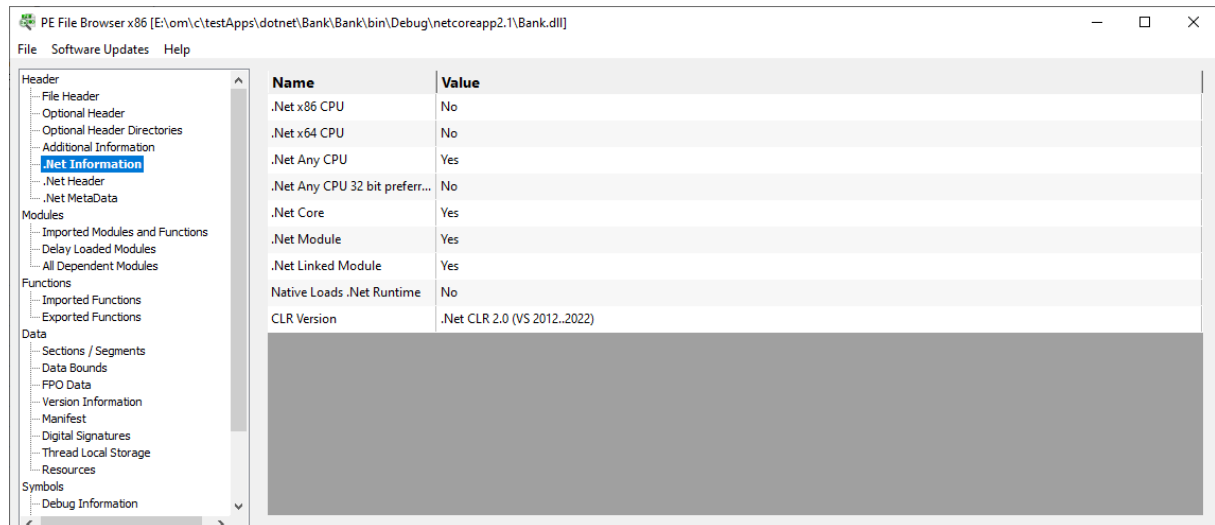 PE File Browser x86 [E:\om\c\testApps\dotnet\Bank\Bank\bin\Debug\netcoreapp2.1\Bank.dll]
File Software Updates Help
Header
File Header
Optional Header
Optional Header Directories
Additional Information
.Net Information
.Net Header
.Net MetaData
Modules
Imported Modules and Functions
Delay Loaded Modules
All Dependent Modules
Functions
Imported Functions
Exported Functions
Data
Sections / Segments
Data Bounds
FPO Data
Version Information
Manifest
Digital Signatures
Thread Local Storage
Resources
Symbols
Debug Information
Name Value
.Net x86 CPU No
.Net x64 CPU No
.Net Any CPU Yes
.Net Any CPU 32 bit preferr... No
.Net Core Yes
.Net Module Yes
.Net Linked Module Yes
Native Loads .Net Runtime No
CLR Version .Net CLR 2.0 (VS 2012..2022)